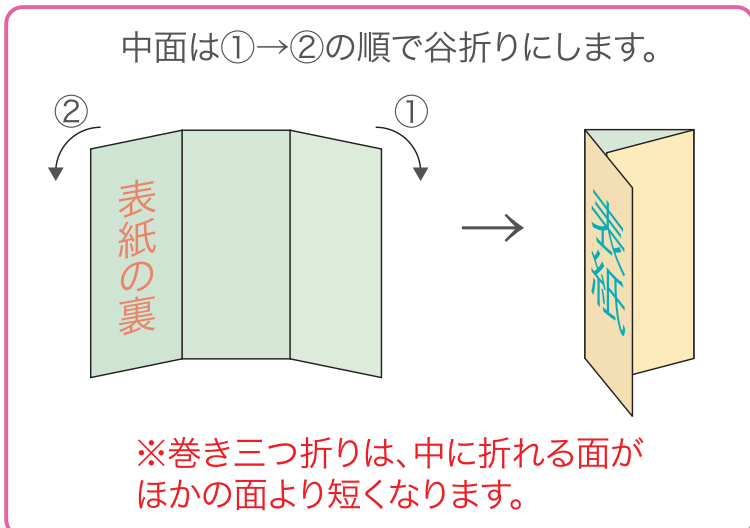 中面は①→②の順で谷折りにします。
②
①
表紙の裏
表紙
※巻き三つ折りは、中に折れる面が
ほかの面より短くなります。